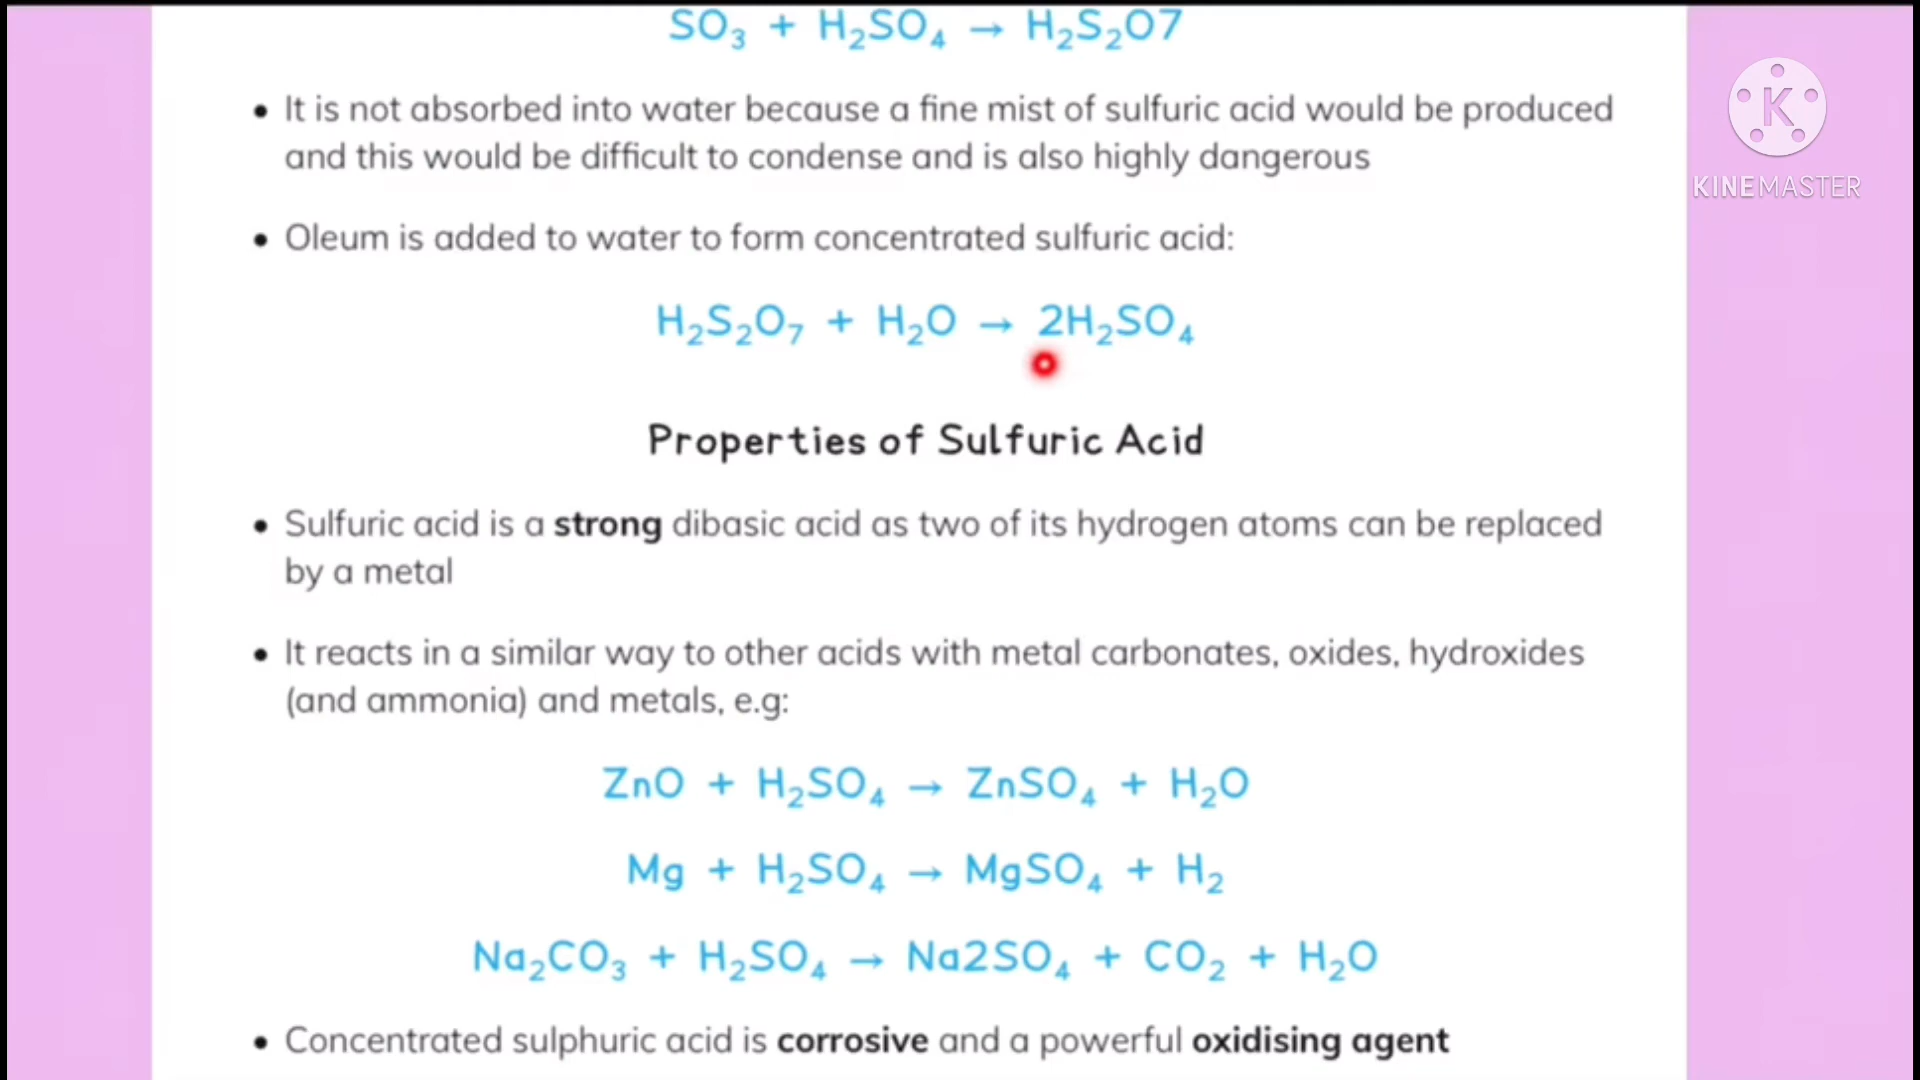 SO₃ + H₂SO₄ → H₂S₂O7
• It is not absorbed into water because a fine mist of sulfuric acid would be produced
and this would be difficult to condense and is also highly dangerous
KINEMASTER
• Oleum is added to water to form concentrated sulfuric acid:
H₂S₂O₇ + H₂O → 2H₂SO₄
Properties of Sulfuric Acid
• Sulfuric acid is a strong dibasic acid as two of its hydrogen atoms can be replaced
by a metal
• It reacts in a similar way to other acids with metal carbonates, oxides, hydroxides
(and ammonia) and metals, e.g:
ZnO + H₂SO₄ → ZnSO₄ + H₂O
Mg + H₂SO₄ → MgSO₄ + H₂
Na₂CO₃ + H₂SO₄ → Na2SO₄ + CO₂ + H₂O
• Concentrated sulphuric acid is corrosive and a powerful oxidising agent